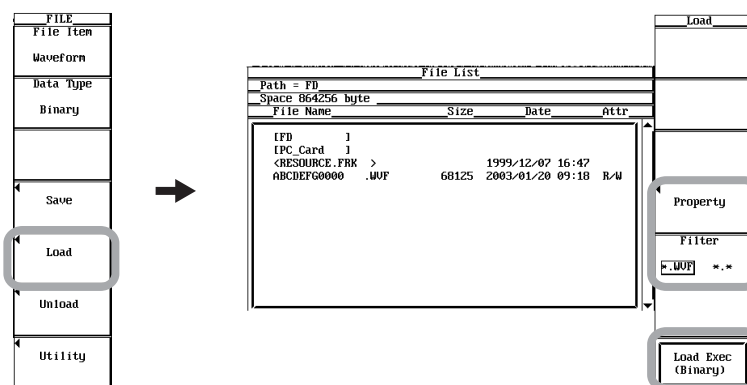 FILE
File Item
Waveform
Data Type
Binary
Save
Load
Unload
Utility
File List
Path = FD
Space 864256 byte
File Name Size Date Attr
[FD ]
[PC_Card ]
<RESOURCE.FRK > 1999/12/07 16:47
ABCDEFG0000 .WVF 68125 2003/01/20 09:18 R/W
Load
Property
Filter
*.WVF *.*
Load Exec
(Binary)